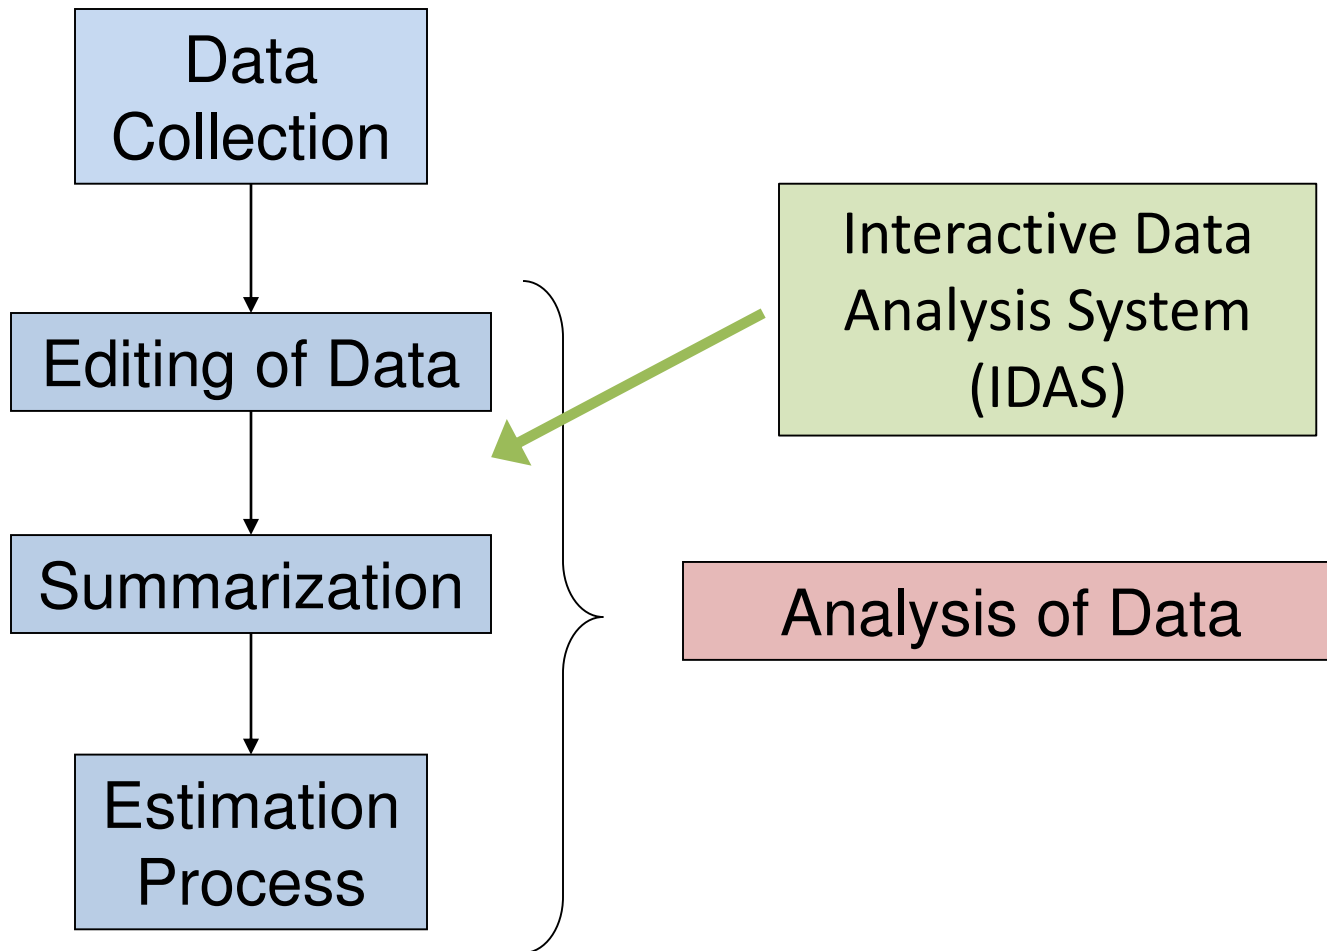 Data
Collection
Editing of Data
Summarization
Estimation
Process
Interactive Data
Analysis System
(IDAS)
Analysis of Data